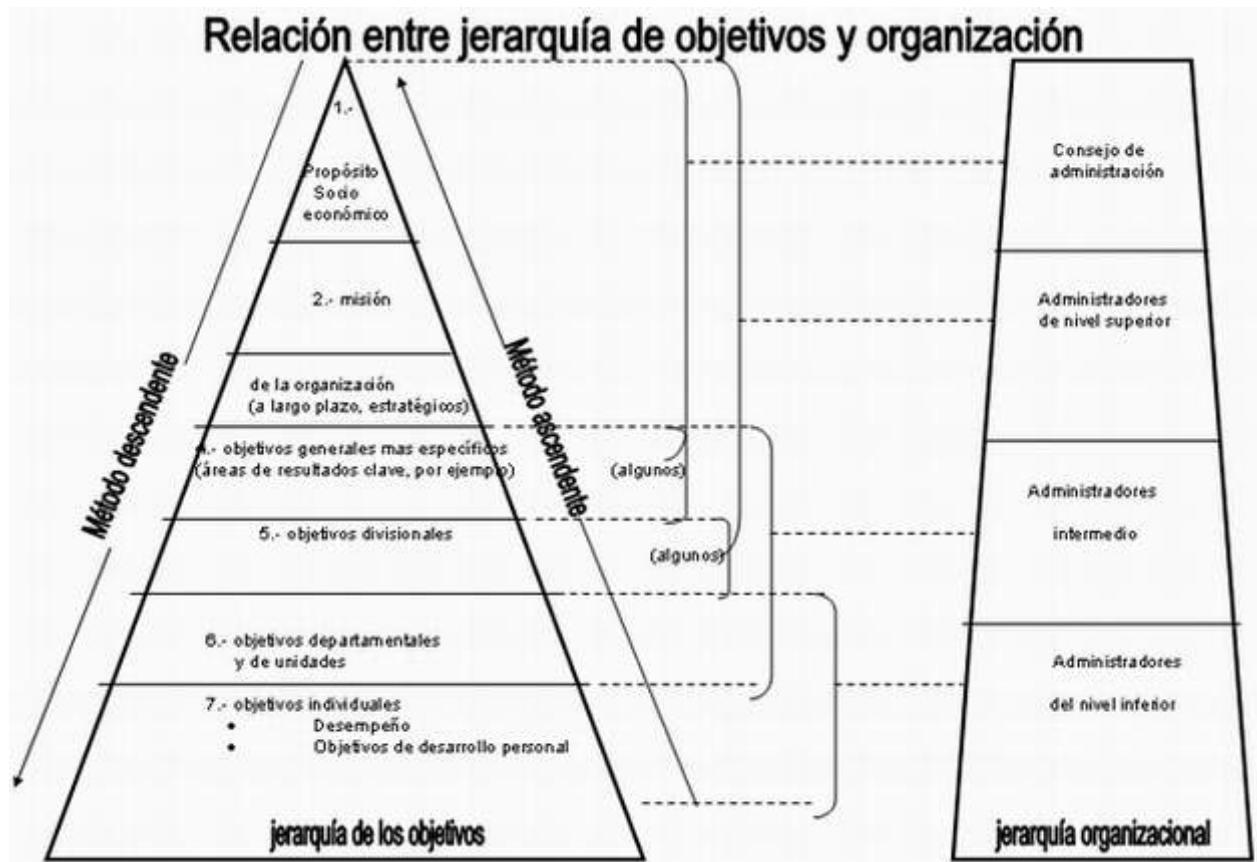 Relación entre jerarquía de objetivos y organización
1.-
Propósito
Socio
económico
2.- misión
de la organización
(a largo plazo, estratégicos)
4.- objetivos generales mas específicos
(áreas de resultados clave, por ejemplo)
5.- objetivos divisionales
6.- objetivos departamentales
y de unidades
7.- objetivos individuales
• Desempeño
• Objetivos de desarrollo personal
jerarquía de los objetivos
Método descendente
Método ascendente
(algunos)
(algunos)
Consejo de
administración
Administradores
de nivel superior
Administradores
intermedio
Administradores
del nivel inferior
jerarquía organizacional